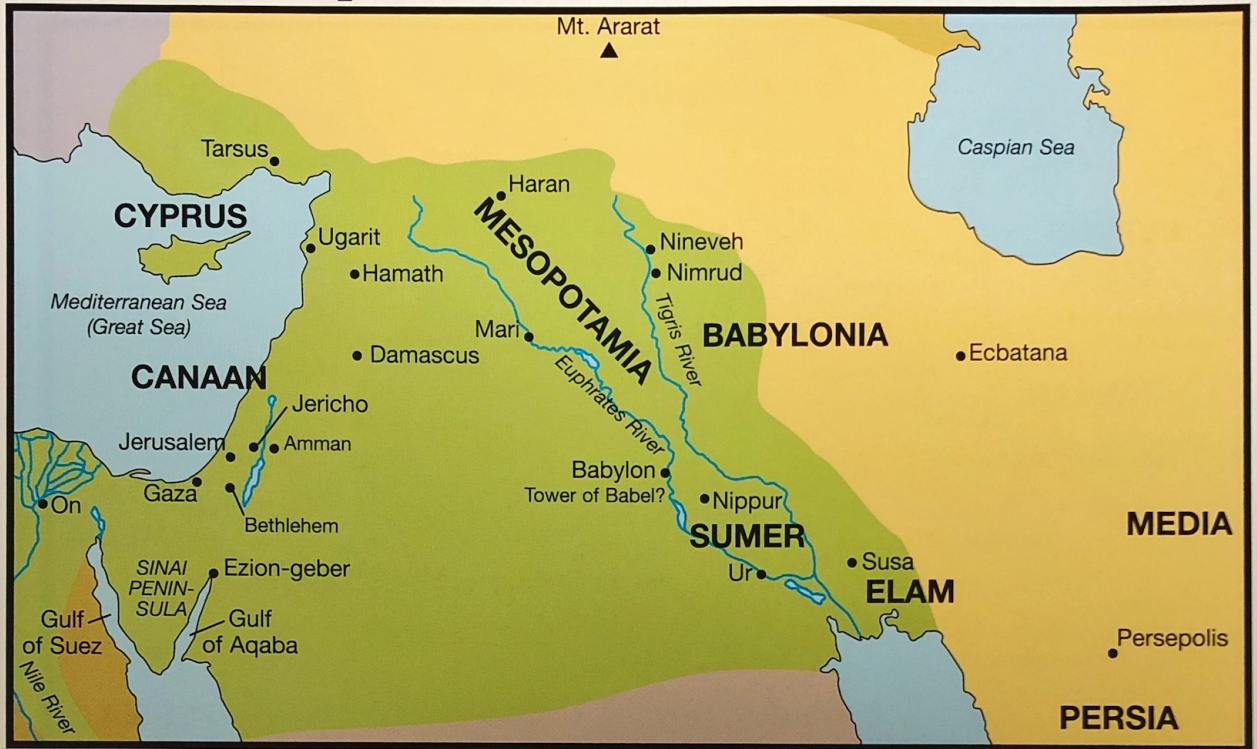 Mt. Ararat
Caspian Sea
Tarsus
Haran
CYPRUS
MESOPOTAMIA
Ugarit
Nineveh
Hamath
Nimrud
Mediterranean Sea
(Great Sea)
Tigris River
Mari
BABYLONIA
Damascus
Ecbatana
CANAAN
Euphrates River
Jericho
Jerusalem
Amman
Babylon
Tower of Babel?
Gaza
On
Nippur
Bethlehem
MEDIA
SUMER
SINAI
PENIN-
SULA
Ezion-geber
Ur
Susa
ELAM
Gulf
of Suez
Gulf
of Aqaba
Persepolis
Nile River
PERSIA